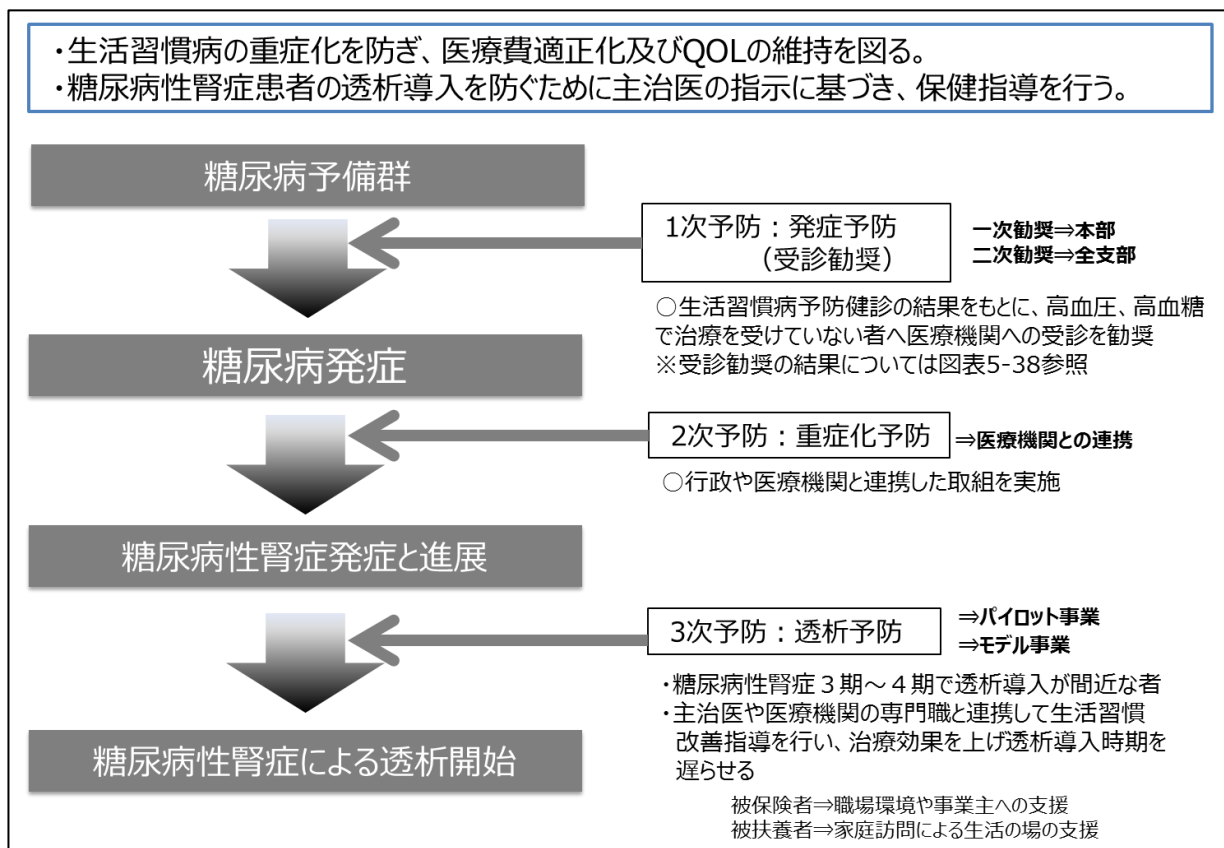 ・生活習慣病の重症化を防ぎ、医療費適正化及びQOLの維持を図る。
・糖尿病性腎症患者の透析導入を防ぐために主治医の指示に基づき、保健指導を行う。
糖尿病予備群
1次予防：発症予防
（受診勧奨）
一次勧奨⇒本部
二次勧奨⇒全支部
○生活習慣病予防健診の結果をもとに、高血圧、高血糖
で治療を受けていない者へ医療機関への受診を勧奨
※受診勧奨の結果については図表5-38参照
糖尿病発症
2次予防：重症化予防
⇒医療機関との連携
○行政や医療機関と連携した取組を実施
糖尿病性腎症発症と進展
3次予防：透析予防
⇒パイロット事業
⇒モデル事業
・糖尿病性腎症３期～４期で透析導入が間近な者
・主治医や医療機関の専門職と連携して生活習慣
改善指導を行い、治療効果を上げ透析導入時期を
遅らせる
糖尿病性腎症による透析開始
被保険者⇒職場環境や事業主への支援
被扶養者⇒家庭訪問による生活の場の支援